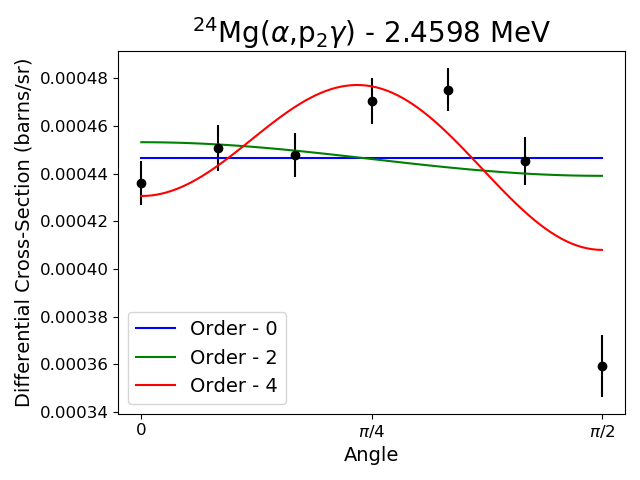 ²⁴Mg(α,p₂γ) - 2.4598 MeV
Differential Cross-Section (barns/sr)
0.00048
0.00046
0.00044
0.00042
0.00040
0.00038
0.00036
0.00034
Order - 0
Order - 2
Order - 4
0
π/4
π/2
Angle